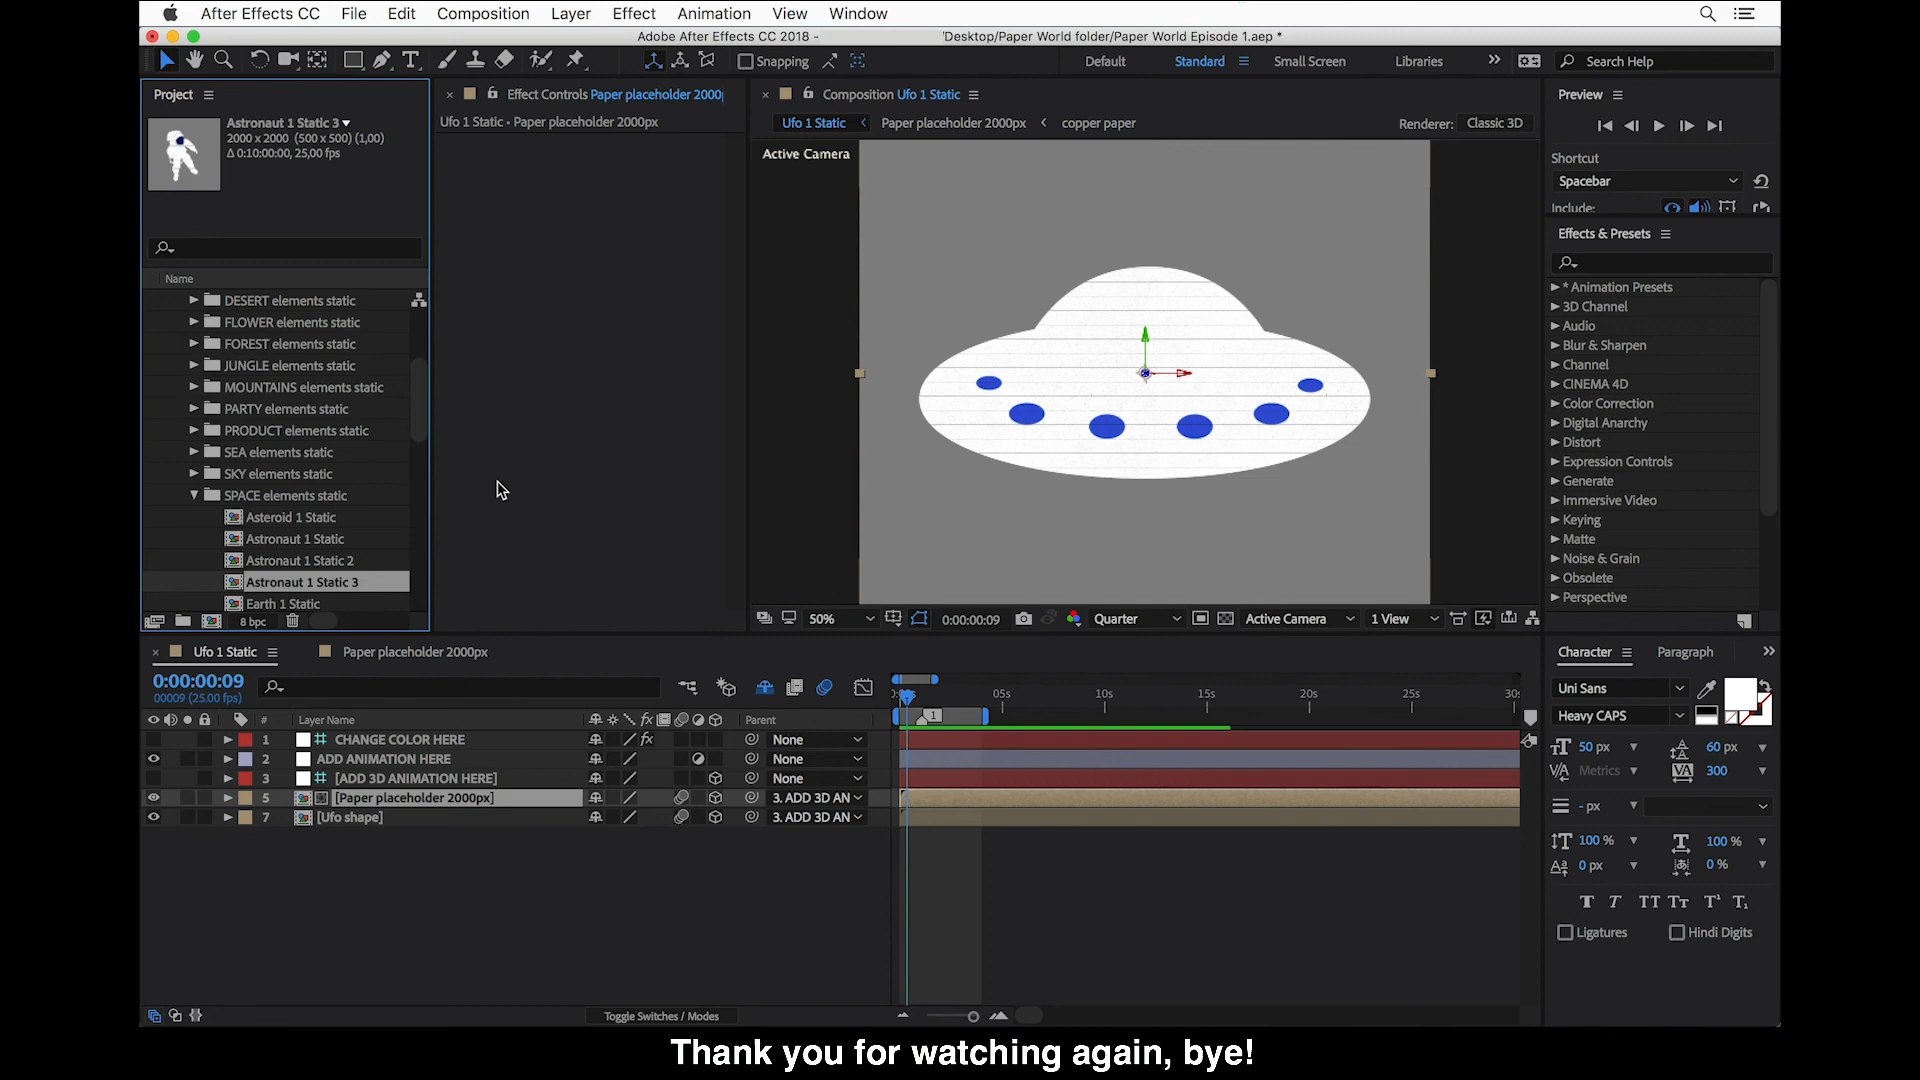 After Effects CC File Edit Composition Layer Effect Animation View Window
Adobe After Effects CC 2018 - 'Desktop/Paper World folder/Paper World Episode 1.aep *
Snapping Default Standard Small Screen Libraries Search Help
Project
Astronaut 1 Static 3
2000 x 2000 (500 x 500) (1,00)
Δ 0:10:00:00, 25,00 fps
Name
DESERT elements static
FLOWER elements static
FOREST elements static
JUNGLE elements static
MOUNTAINS elements static
PARTY elements static
PRODUCT elements static
SEA elements static
SKY elements static
SPACE elements static
Asteroid 1 Static
Astronaut 1 Static
Astronaut 1 Static 2
Astronaut 1 Static 3
Earth 1 Static
8 bpc
Effect Controls Paper placeholder 2000
Ufo 1 Static • Paper placeholder 2000px
Composition Ufo 1 Static
Ufo 1 Static Paper placeholder 2000px copper paper
Renderer: Classic 3D
Active Camera
50% 0:00:00:09 Quarter Active Camera 1 View
Preview
Shortcut
Spacebar
Include:
Effects & Presets
* Animation Presets
3D Channel
Audio
Blur & Sharpen
Channel
CINEMA 4D
Color Correction
Digital Anarchy
Distort
Expression Controls
Generate
Immersive Video
Keying
Matte
Noise & Grain
Obsolete
Perspective
Ufo 1 Static Paper placeholder 2000px
0:00:00:09
00009 (25.00 fps)
05s 10s 15s 20s 25s 30s
1
# Layer Name Parent
1 CHANGE COLOR HERE None
2 ADD ANIMATION HERE None
3 [ADD 3D ANIMATION HERE] None
5 [Paper placeholder 2000px] 3. ADD 3D AN
7 [Ufo shape] 3. ADD 3D AN
Toggle Switches / Modes
Character Paragraph
Uni Sans
Heavy CAPS
50 px 60 px
Metrics 300
- px
100 % 100 %
0 px 0 %
T T TT Tт T¹ T₁
Ligatures Hindi Digits
Thank you for watching again, bye!